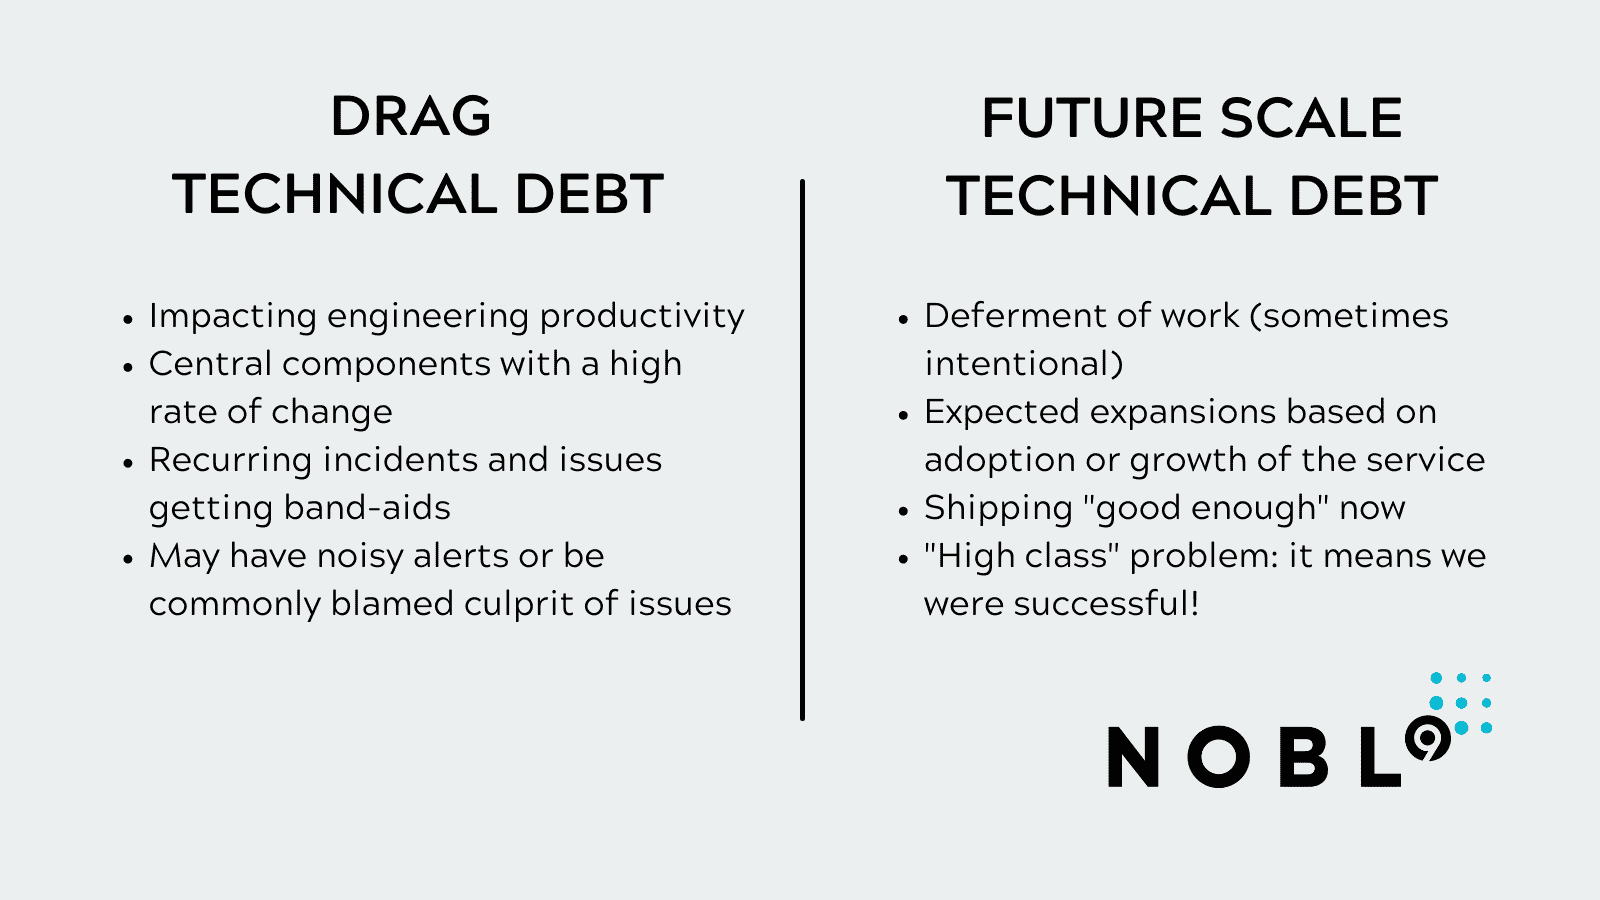 DRAG
TECHNICAL DEBT
• Impacting engineering productivity
• Central components with a high
rate of change
• Recurring incidents and issues
getting band-aids
• May have noisy alerts or be
commonly blamed culprit of issues
FUTURE SCALE
TECHNICAL DEBT
• Deferment of work (sometimes
intentional)
• Expected expansions based on
adoption or growth of the service
• Shipping "good enough" now
• "High class" problem: it means we
were successful!
NOBL9